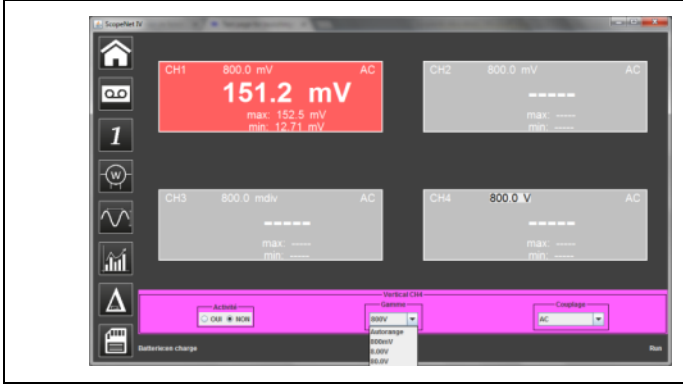 ScopeNet IV
CH1 800.0 mV AC
151.2 mV
max: 152.5 mV
min: 12.71 mV
CH2 800.0 mV AC
-----
max: -----
min: -----
1
W
CH3 800.0 mdiv AC
-----
max: -----
min: -----
CH4 800.0 V AC
-----
max: -----
min: -----
Vertical CH4
Activité
OUI NON
Gamme
800V
Autorange
800mV
8.00V
80.0V
Couplage
AC
Batterie:en charge
Run